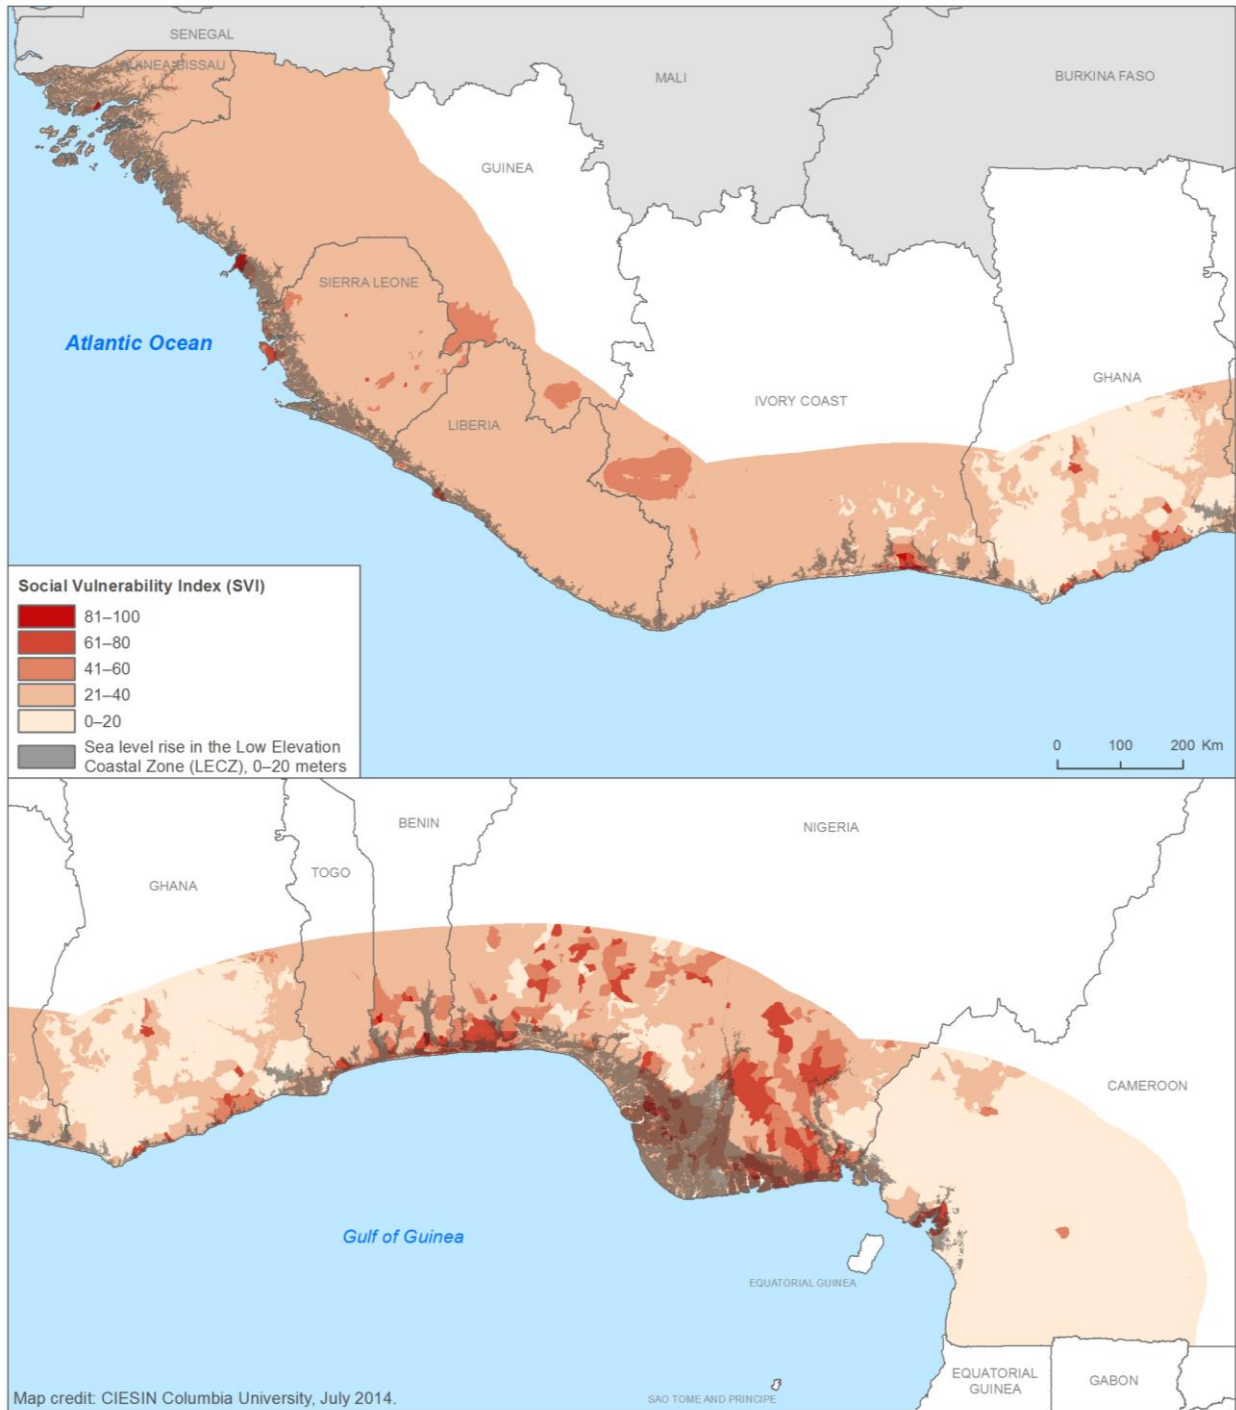 SENEGAL
GUINEA-BISSAU
MALI
BURKINA FASO
GUINEA
SIERRA LEONE
Atlantic Ocean
GHANA
IVORY COAST
LIBERIA
Social Vulnerability Index (SVI)
81–100
61–80
41–60
21–40
0–20
Sea level rise in the Low Elevation
Coastal Zone (LECZ), 0–20 meters
0 100 200 Km
BENIN
NIGERIA
TOGO
GHANA
CAMEROON
Gulf of Guinea
EQUATORIAL GUINEA
EQUATORIAL
GUINEA
GABON
Map credit: CIESIN Columbia University, July 2014.
SAO TOME AND PRINCIPE